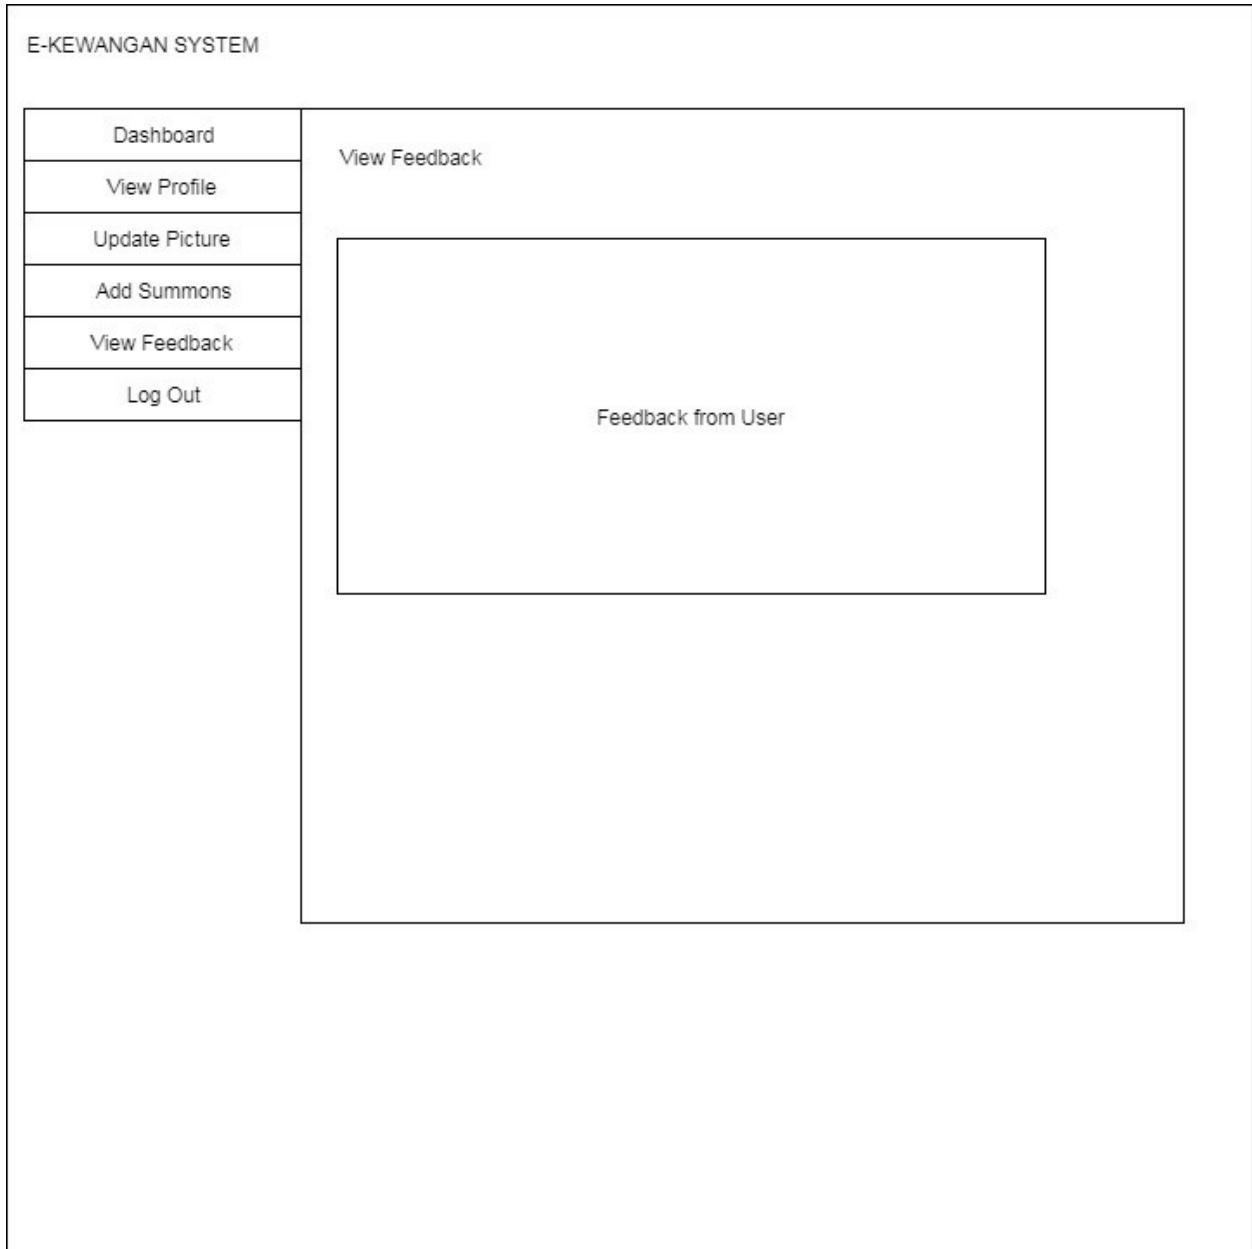 E-KEWANGAN SYSTEM
Dashboard
View Profile
Update Picture
Add Summons
View Feedback
Log Out
View Feedback
Feedback from User